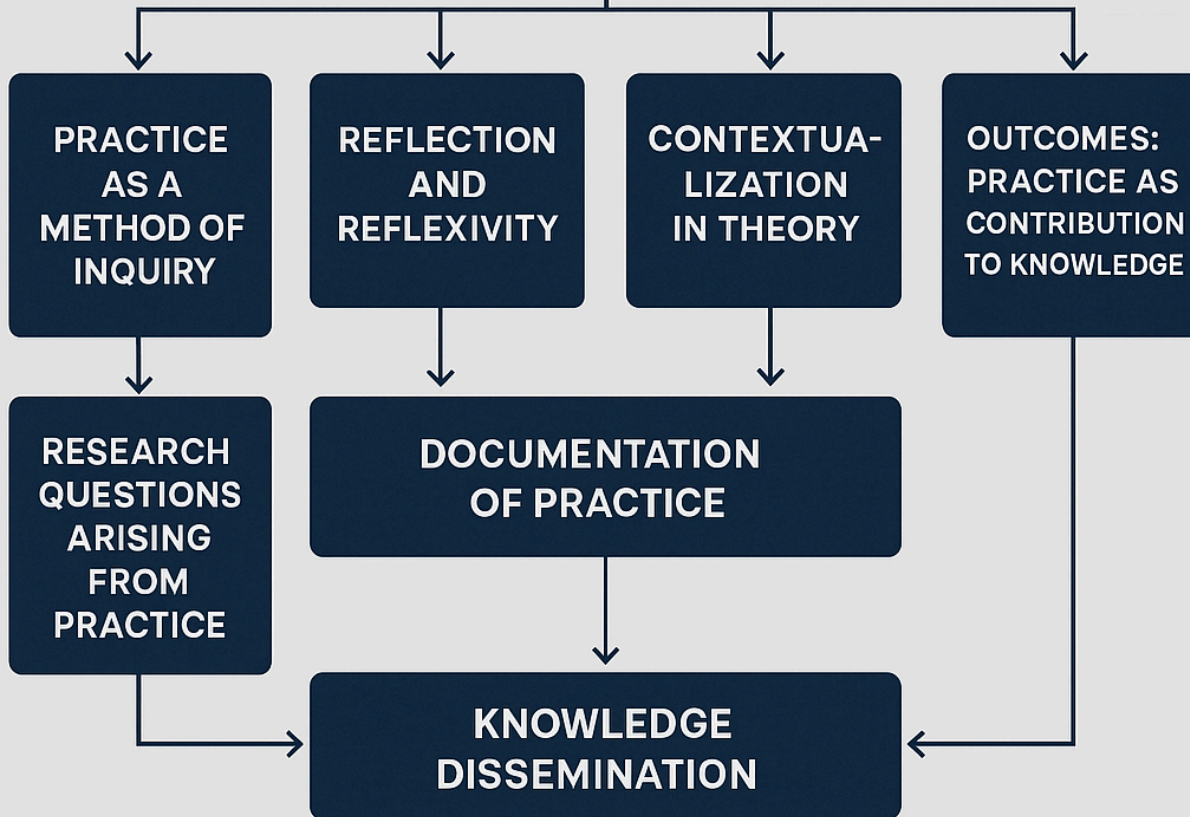 PRACTICE
AS A
METHOD OF
INQUIRY
REFLECTION
AND
REFLEXIVITY
CONTEXTUA-
LIZATION
IN THEORY
OUTCOMES:
PRACTICE AS
CONTRIBUTION
TO KNOWLEDGE
RESEARCH
QUESTIONS
ARISING
FROM
PRACTICE
DOCUMENTATION
OF PRACTICE
KNOWLEDGE
DISSEMINATION